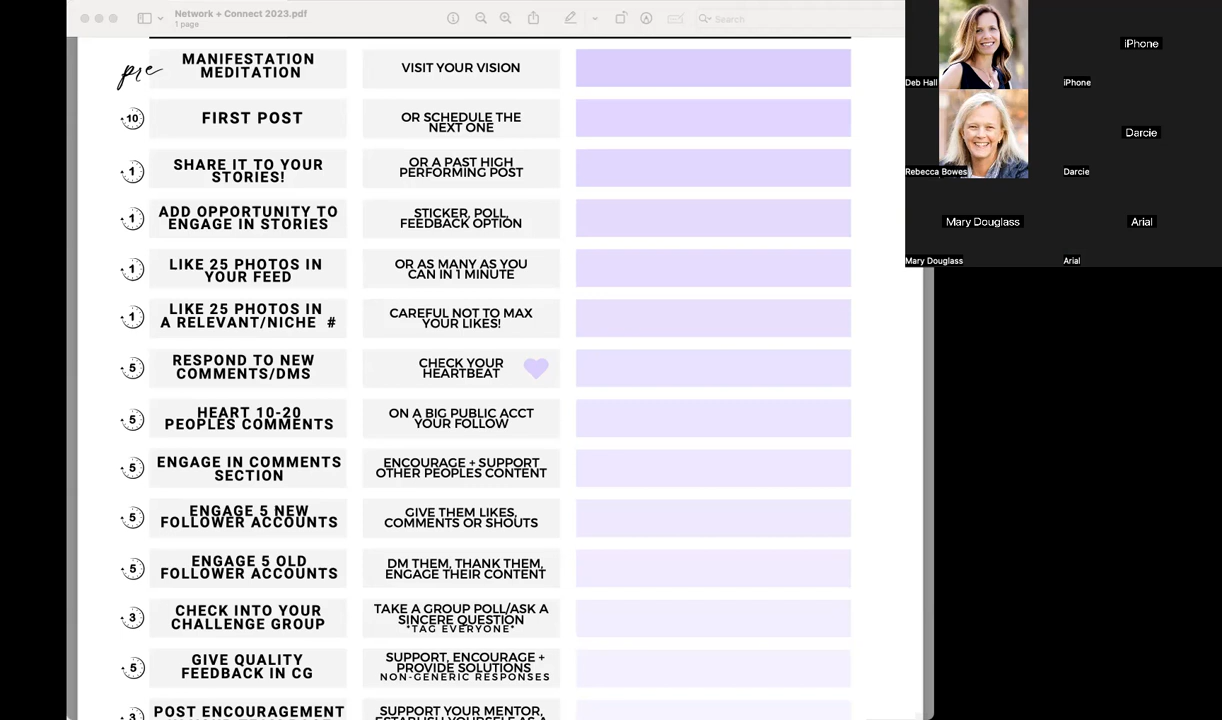 Network + Connect 2023.pdf
1 page
Search
pre
MANIFESTATION
MEDITATION
VISIT YOUR VISION
10
FIRST POST
OR SCHEDULE THE
NEXT ONE
1
SHARE IT TO YOUR
STORIES!
OR A PAST HIGH
PERFORMING POST
1
ADD OPPORTUNITY TO
ENGAGE IN STORIES
STICKER, POLL,
FEEDBACK OPTION
1
LIKE 25 PHOTOS IN
YOUR FEED
OR AS MANY AS YOU
CAN IN 1 MINUTE
1
LIKE 25 PHOTOS IN
A RELEVANT/NICHE #
CAREFUL NOT TO MAX
YOUR LIKES!
5
RESPOND TO NEW
COMMENTS/DMS
CHECK YOUR
HEARTBEAT
5
HEART 10-20
PEOPLES COMMENTS
ON A BIG PUBLIC ACCT
YOUR FOLLOW
5
ENGAGE IN COMMENTS
SECTION
ENCOURAGE + SUPPORT
OTHER PEOPLES CONTENT
5
ENGAGE 5 NEW
FOLLOWER ACCOUNTS
GIVE THEM LIKES,
COMMENTS OR SHOUTS
5
ENGAGE 5 OLD
FOLLOWER ACCOUNTS
DM THEM, THANK THEM,
ENGAGE THEIR CONTENT
3
CHECK INTO YOUR
CHALLENGE GROUP
TAKE A GROUP POLL/ASK A
SINCERE QUESTION
*TAG EVERYONE*
5
GIVE QUALITY
FEEDBACK IN CG
SUPPORT, ENCOURAGE +
PROVIDE SOLUTIONS
NON-GENERIC RESPONSES
3
POST ENCOURAGEMENT
SUPPORT YOUR MENTOR,
ESTABLISH YOURSELF AS A
Deb Hall
iPhone
iPhone
Rebecca Bowes
Darcie
Darcie
Mary Douglass
Mary Douglass
Arial
Arial